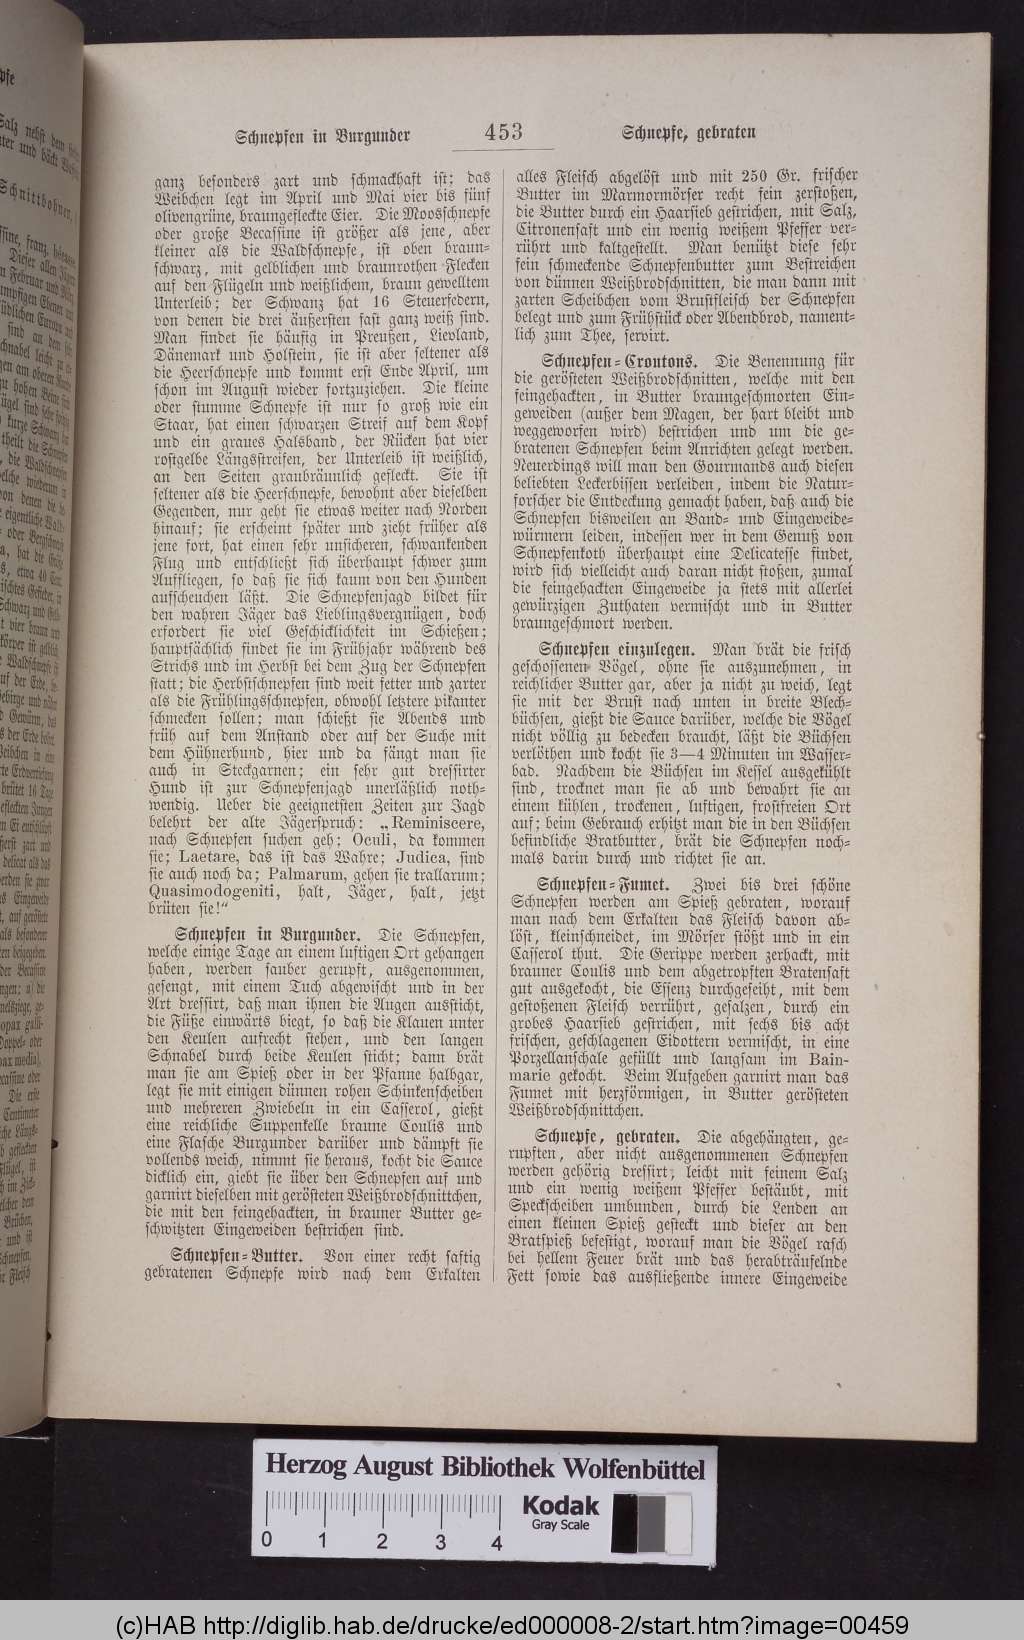 Schnepfen in Burgunder
453
Schnepfe, gebraten
ganz besonders zart und schmackhaft ist; das
Weibchen legt im April und Mai vier bis fünf
olivengrüne, braungefleckte Eier. Die Moosschnepfe
oder große Becassine ist größer als jene, aber
kleiner als die Waldschnepfe, ist oben braun-
schwarz, mit gelblichen und braunrothen Flecken
auf den Flügeln und weißlichem, braun gewelltem
Unterleib; der Schwanz hat 16 Steuerfedern,
von denen die drei äußersten fast ganz weiß sind.
Man findet sie häufig in Preußen, Lievland,
Dänemark und Holstein, sie ist aber seltener als
die Heerschnepfe und kommt erst Ende April, um
schon im August wieder fortzuziehen. Die kleine
oder stumme Schnepfe ist nur so groß wie ein
Staar, hat einen schwarzen Streif auf dem Kopf
und ein graues Halsband, der Rücken hat vier
rostgelbe Längsstreifen, der Unterleib ist weißlich,
an den Seiten graubräunlich gefleckt. Sie ist
seltener als die Heerschnepfe, bewohnt aber dieselben
Gegenden, nur geht sie etwas weiter nach Norden
hinauf; sie erscheint später und zieht früher als
jene fort, hat einen sehr unsicheren, schwankenden
Flug und entschließt sich überhaupt schwer zum
Auffliegen, so daß sie sich kaum von den Hunden
aufscheuchen läßt. Die Schnepfenjagd bildet für
den wahren Jäger das Lieblingsvergnügen, doch
erfordert sie viel Geschicklichkeit im Schießen;
hauptsächlich findet sie im Frühjahr während des
Strichs und im Herbst bei dem Zug der Schnepfen
statt; die Herbstschnepfen sind weit fetter und zarter
als die Frühlingsschnepfen, obwohl letztere pikanter
schmecken sollen; man schießt sie Abends und
früh auf dem Anstand oder auf der Suche mit
dem Hühnerhund, hier und da fängt man sie
auch in Steckgarnen; ein sehr gut dressirter
Hund ist zur Schnepfenjagd unerläßlich noth-
wendig. Ueber die geeignetsten Zeiten zur Jagd
belehrt der alte Jägerspruch: „Reminiscere,
nach Schnepfen suchen geh; Oculi, da kommen
sie; Laetare, das ist das Wahre; Judica, sind
sie auch noch da; Palmarum, gehen sie trallarum;
Quasimodogeniti, halt, Jäger, halt, jetzt
brüten sie!“
Schnepfen in Burgunder. Die Schnepfen,
welche einige Tage an einem luftigen Ort gehangen
haben, werden sauber gerupft, ausgenommen,
gesengt, mit einem Tuch abgewischt und in der
Art dressirt, daß man ihnen die Augen aussticht,
die Füße einwärts biegt, so daß die Klauen unter
den Keulen aufrecht stehen, und den langen
Schnabel durch beide Keulen sticht; dann brät
man sie am Spieß oder in der Pfanne halbgar,
legt sie mit einigen dünnen rohen Schinkenscheiben
und mehreren Zwiebeln in ein Casserol, gießt
eine reichliche Suppenkelle braune Coulis und
eine Flasche Burgunder darüber und dämpft sie
vollends weich, nimmt sie heraus, kocht die Sauce
dicklich ein, giebt sie über den Schnepfen auf und
garnirt dieselben mit gerösteten Weißbrodschnittchen,
die mit den feingehackten, in brauner Butter ge-
schwitzten Eingeweiden bestrichen sind.
Schnepfen-Butter. Von einer recht saftig
gebratenen Schnepfe wird nach dem Erkalten
alles Fleisch abgelöst und mit 250 Gr. frischer
Butter im Marmormörser recht fein zerstoßen,
die Butter durch ein Haarsieb gestrichen, mit Salz,
Citronensaft und ein wenig weißem Pfeffer ver-
rührt und kaltgestellt. Man benützt diese sehr
fein schmeckende Schnepfenbutter zum Bestreichen
von dünnen Weißbrodschnitten, die man dann mit
zarten Scheibchen vom Brustfleisch der Schnepfen
belegt und zum Frühstück oder Abendbrod, nament-
lich zum Thee, servirt.
Schnepfen-Croutons. Die Benennung für
die gerösteten Weißbrodschnitten, welche mit den
feingehackten, in Butter braungeschmorten Ein-
geweiden (außer dem Magen, der hart bleibt und
weggeworfen wird) bestrichen und um die ge-
bratenen Schnepfen beim Anrichten gelegt werden.
Neuerdings will man den Gourmands auch diesen
beliebten Leckerbissen verleiden, indem die Natur-
forscher die Entdeckung gemacht haben, daß auch die
Schnepfen bisweilen an Band- und Eingeweide-
würmern leiden, indessen wer in dem Genuß von
Schnepfenkoth überhaupt eine Delicatesse findet,
wird sich vielleicht auch daran nicht stoßen, zumal
die feingehackten Eingeweide ja stets mit allerlei
gewürzigen Zuthaten vermischt und in Butter
braungeschmort werden.
Schnepfen einzulegen. Man brät die frisch
geschossenen Vögel, ohne sie auszunehmen, in
reichlicher Butter gar, aber ja nicht zu weich, legt
sie mit der Brust nach unten in breite Blech-
büchsen, gießt die Sauce darüber, welche die Vögel
nicht völlig zu bedecken braucht, läßt die Büchsen
verlöthen und kocht sie 3—4 Minuten im Wasser-
bad. Nachdem die Büchsen im Kessel ausgekühlt
sind, trocknet man sie ab und bewahrt sie an
einem kühlen, trockenen, luftigen, frostfreien Ort
auf; beim Gebrauch erhitzt man die in den Büchsen
befindliche Bratbutter, brät die Schnepfen noch-
mals darin durch und richtet sie an.
Schnepfen-Fumet. Zwei bis drei schöne
Schnepfen werden am Spieß gebraten, worauf
man nach dem Erkalten das Fleisch davon ab-
löst, kleinschneidet, im Mörser stößt und in ein
Casserol thut. Die Gerippe werden zerhackt, mit
brauner Coulis und dem abgetropften Bratensaft
gut ausgekocht, die Essenz durchgeseiht, mit dem
gestoßenen Fleisch verrührt, gesalzen, durch ein
grobes Haarsieb gestrichen, mit sechs bis acht
frischen, geschlagenen Eidottern vermischt, in eine
Porzellanschale gefüllt und langsam im Bain-
marie gekocht. Beim Aufgeben garnirt man das
Fumet mit herzförmigen, in Butter gerösteten
Weißbrodschnittchen.
Schnepfe, gebraten. Die abgehängten, ge-
rupften, aber nicht ausgenommenen Schnepfen
werden gehörig dressirt; leicht mit feinem Salz
und ein wenig weißem Pfeffer bestäubt, mit
Speckscheiben umbunden, durch die Lenden an
einen kleinen Spieß gesteckt und dieser an den
Bratspieß befestigt, worauf man die Vögel rasch
bei hellem Feuer brät und das herabträufelnde
Fett sowie das ausfließende innere Eingeweide
Herzog August Bibliothek Wolfenbüttel
Kodak
Gray Scale
0 1 2 3 4
(c)HAB http://diglib.hab.de/drucke/ed000008-2/start.htm?image=00459